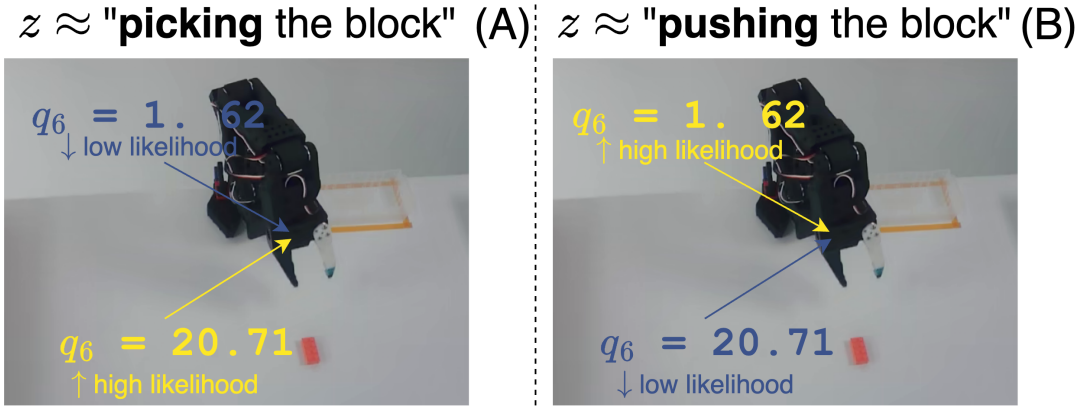 z ≈ "picking the block" (A)
q₆ = 1. 62
↓ low likelihood
q₆ = 20.71
↑ high likelihood
z ≈ "pushing the block" (B)
q₆ = 1. 62
↑ high likelihood
q₆ = 20.71
↓ low likelihood